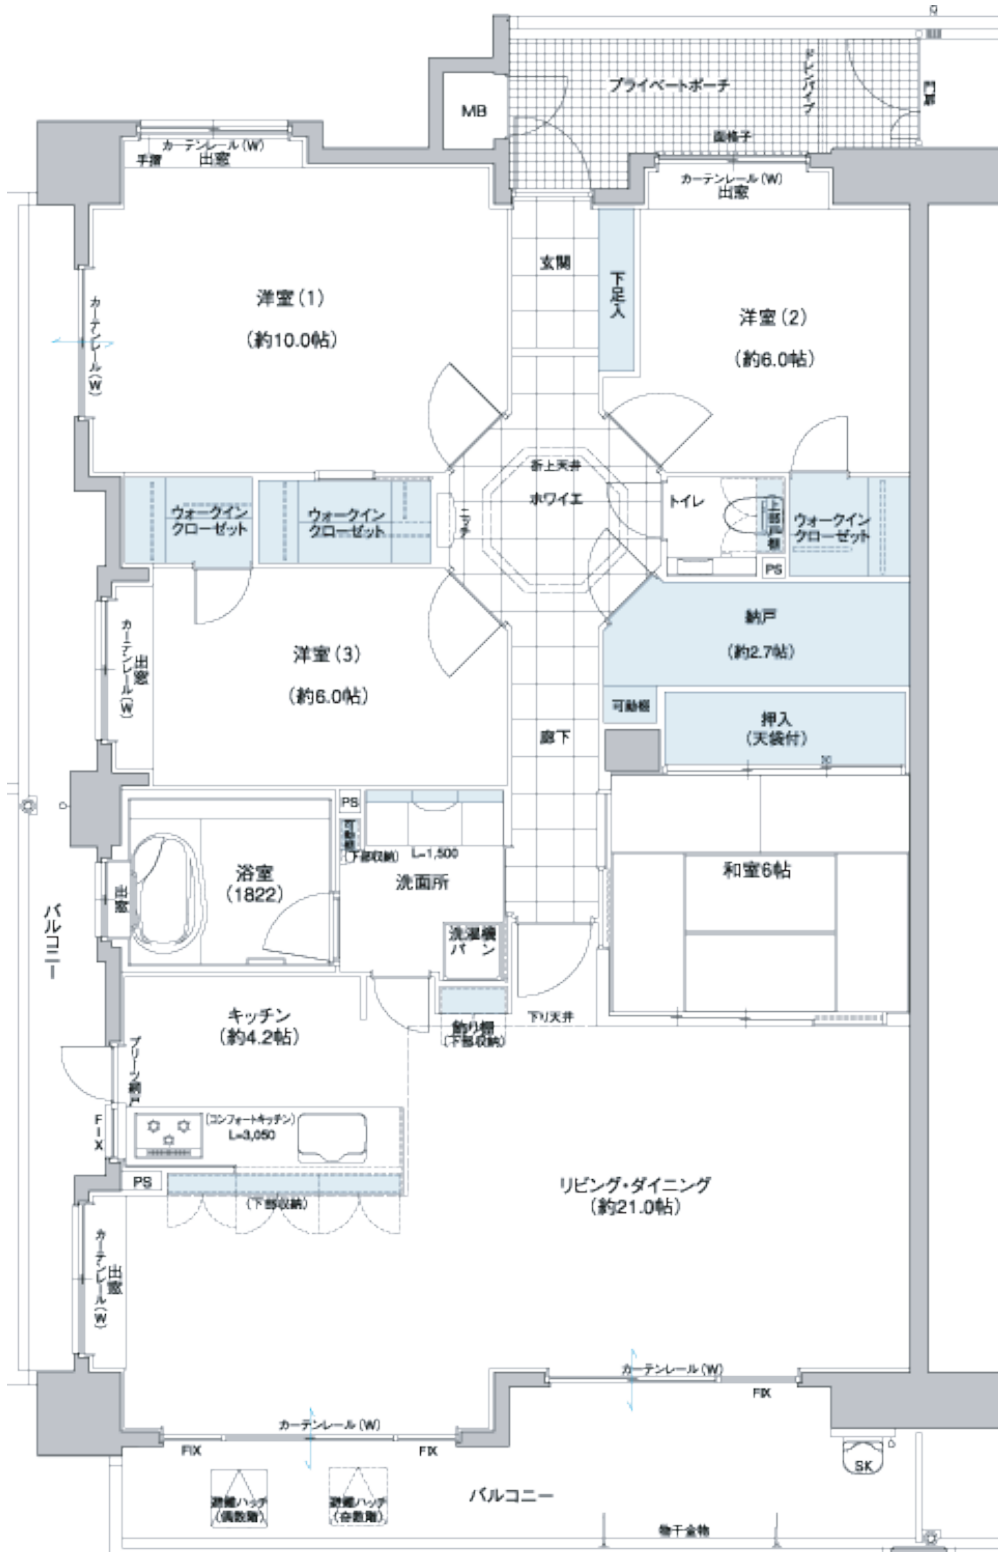 プライベートポーチ
ドレンパイプ
門扉
MB
面格子
カーテンレール(W)
出窓
手摺
カーテンレール(W)
出窓
玄関
下足入
洋室(1)
(約10.0帖)
カーテンレール(W)
洋室(2)
(約6.0帖)
折上天井
ホワイエ
ニッチ
トイレ
上部戸棚
PS
ウォークイン
クローゼット
ウォークイン
クローゼット
ウォークイン
クローゼット
納戸
(約2.7帖)
可動棚
押入
(天袋付)
洋室(3)
(約6.0帖)
カーテンレール(W)
出窓
廊下
PS
可動棚
(下部収納)
L=1,500
洗面所
浴室
(1822)
出窓
和室6帖
洗濯機
パン
バルコニー
キッチン
(約4.2帖)
飾り棚
(下部収納)
下り天井
プリーツ網戸
FIX
(コンフォートキッチン)
L=3,050
PS
(下部収納)
リビング・ダイニング
(約21.0帖)
カーテンレール(W)
出窓
カーテンレール(W)
FIX
カーテンレール(W)
FIX
FIX
SK
避難ハッチ
(偶数階)
避難ハッチ
(奇数階)
バルコニー
物干金物